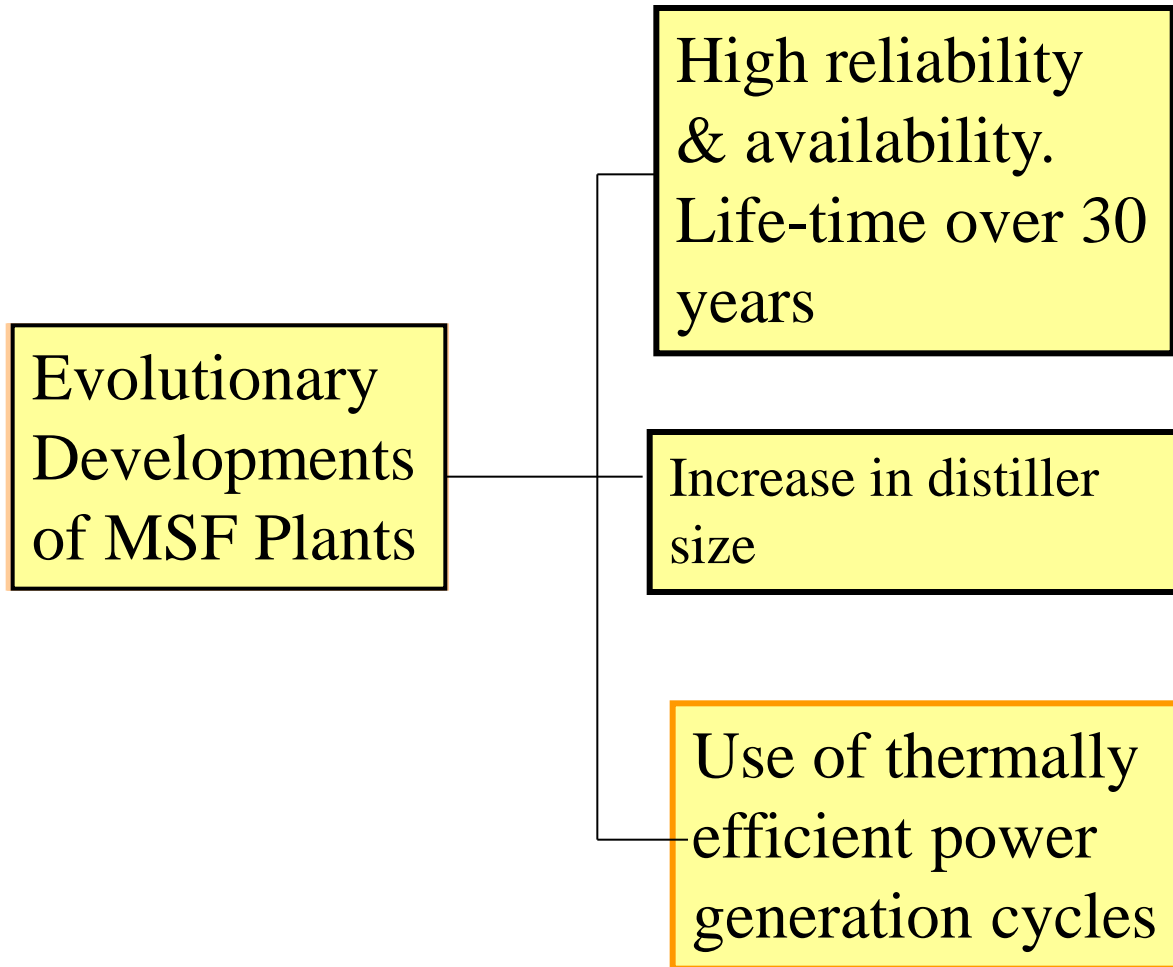 High reliability
& availability.
Life-time over 30
years
Evolutionary
Developments
of MSF Plants
Increase in distiller
size
Use of thermally
efficient power
generation cycles